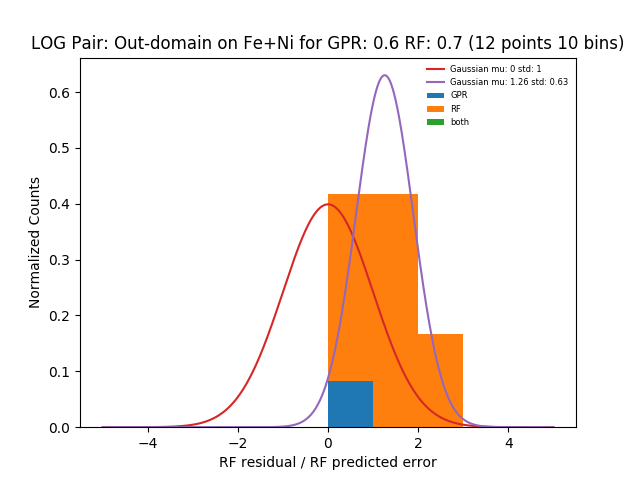 LOG Pair: Out-domain on Fe+Ni for GPR: 0.6 RF: 0.7 (12 points 10 bins)
Gaussian mu: 0 std: 1
Gaussian mu: 1.26 std: 0.63
GPR
RF
both
Normalized Counts
0.6
0.5
0.4
0.3
0.2
0.1
0.0
−4
−2
0
2
4
RF residual / RF predicted error